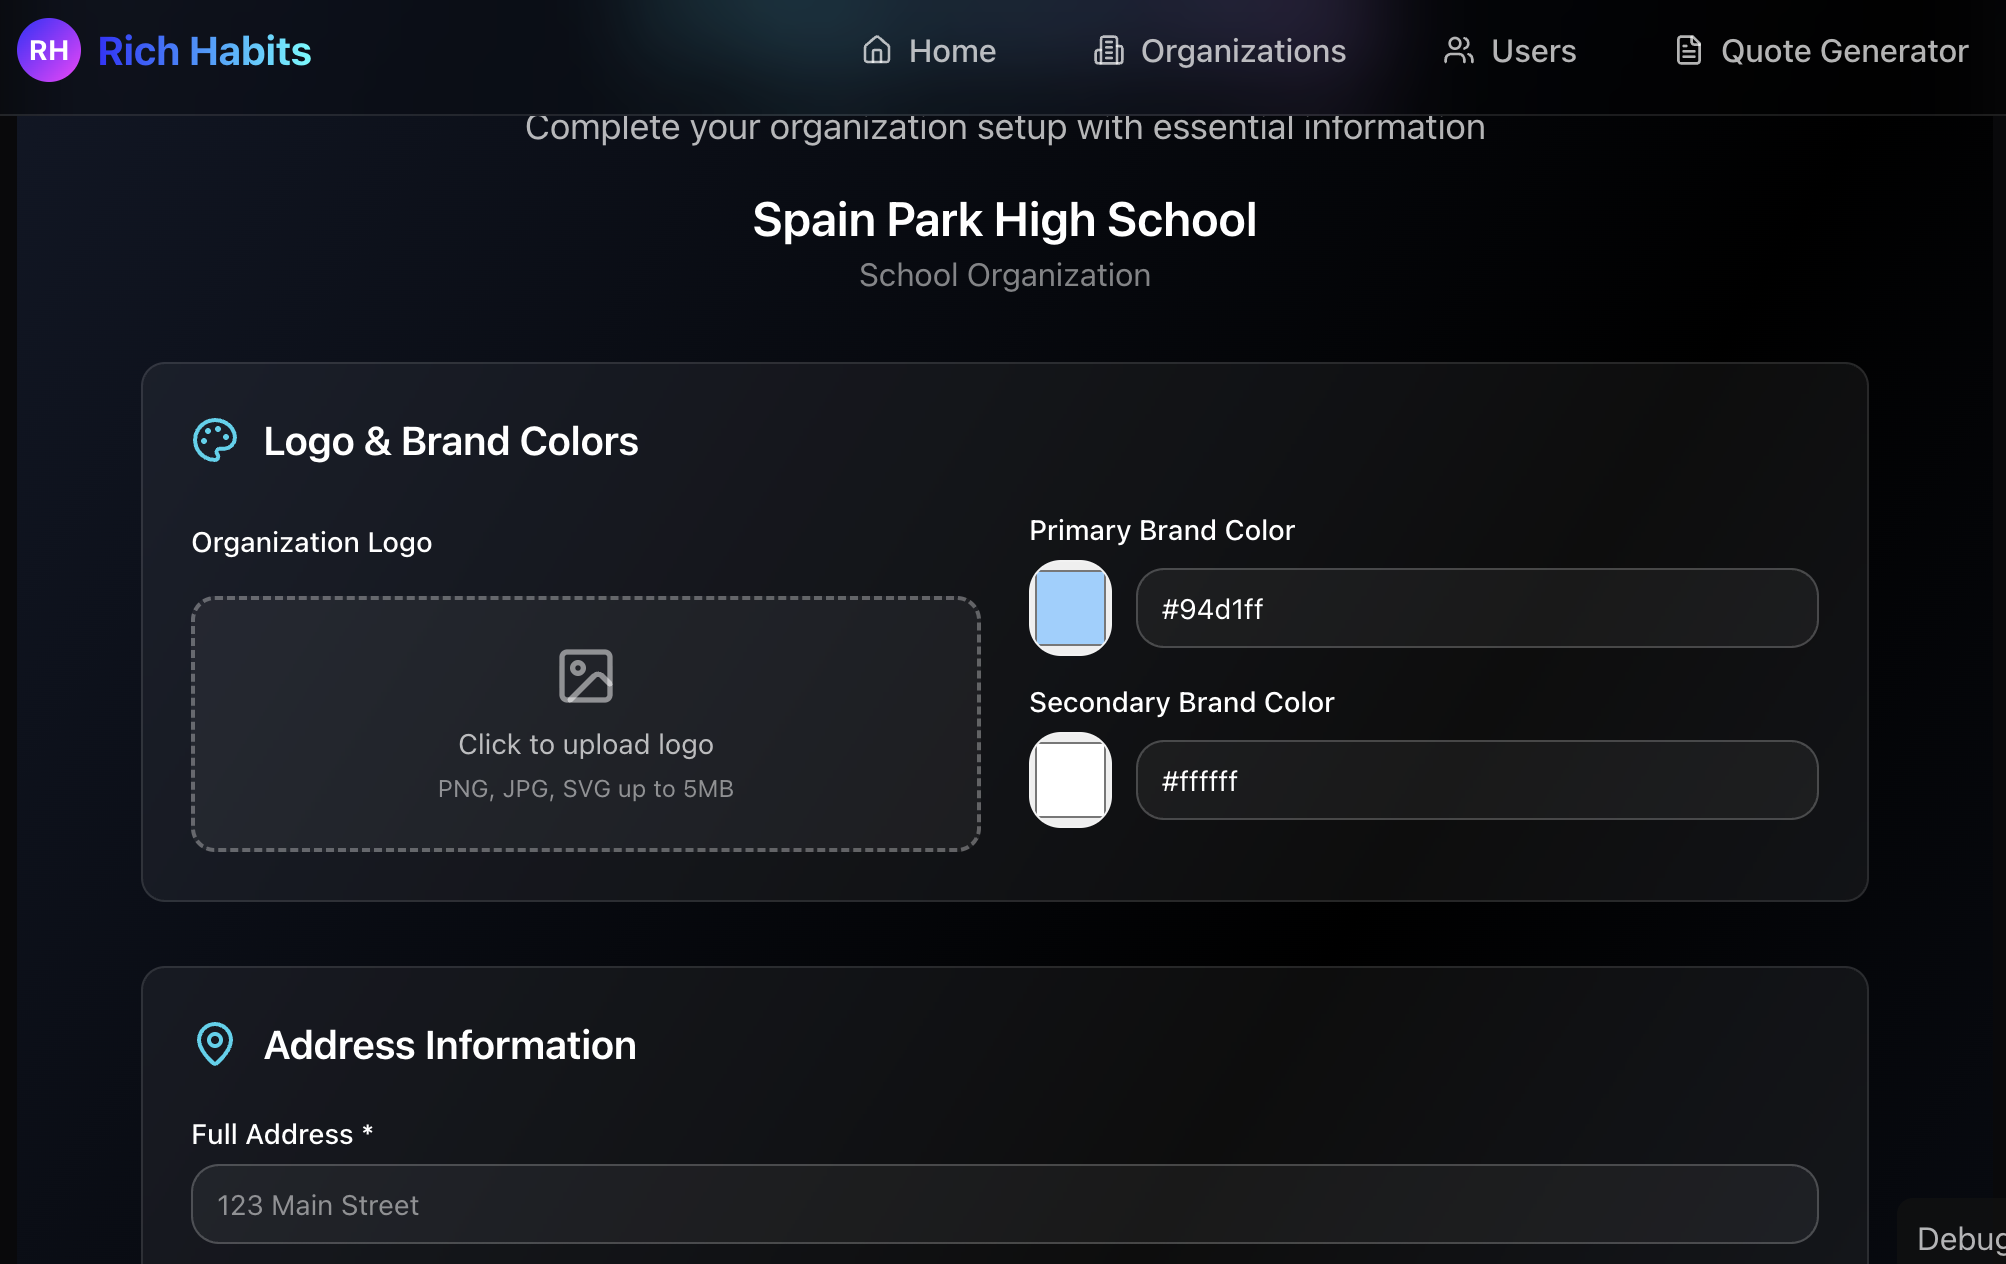 RH Rich Habits Home Organizations Users Quote Generator
Complete your organization setup with essential information
Spain Park High School
School Organization
Logo & Brand Colors
Organization Logo
Click to upload logo
PNG, JPG, SVG up to 5MB
Primary Brand Color
#94d1ff
Secondary Brand Color
#ffffff
Address Information
Full Address *
123 Main Street
Debug